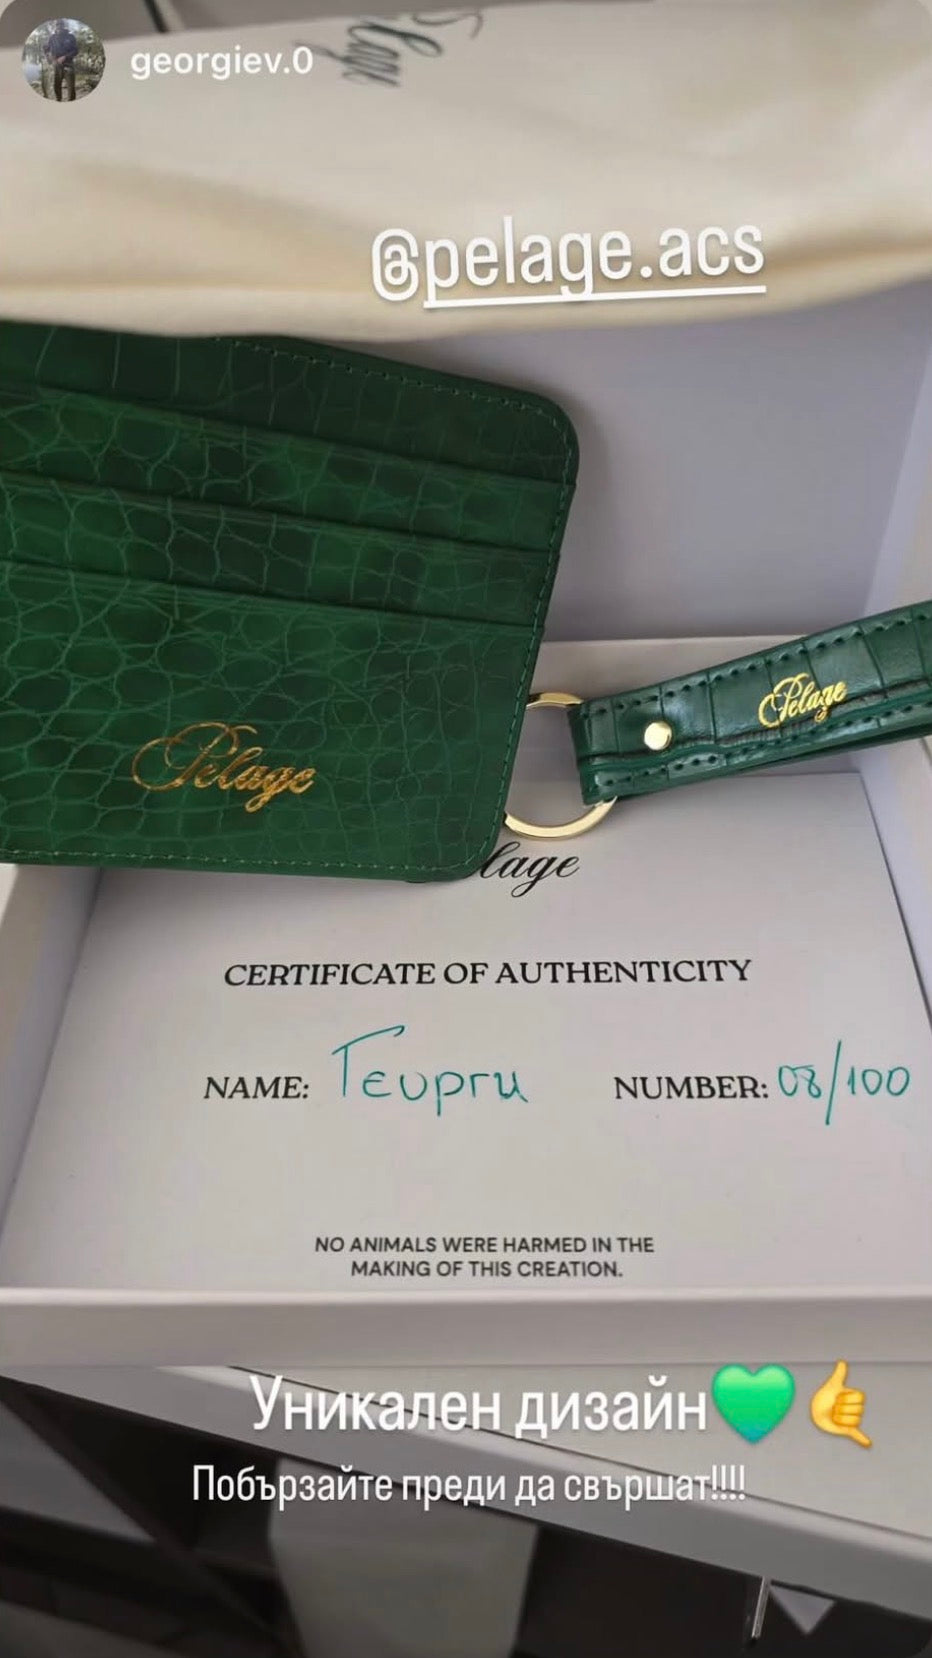 georgiev.0
@pelage.acs
Pelage
Pelage
lage
CERTIFICATE OF AUTHENTICITY
NAME: Георги
NUMBER: 08/100
NO ANIMALS WERE HARMED IN THE
MAKING OF THIS CREATION.
Уникален дизайн💚🤙
Побързайте преди да свършат!!!!